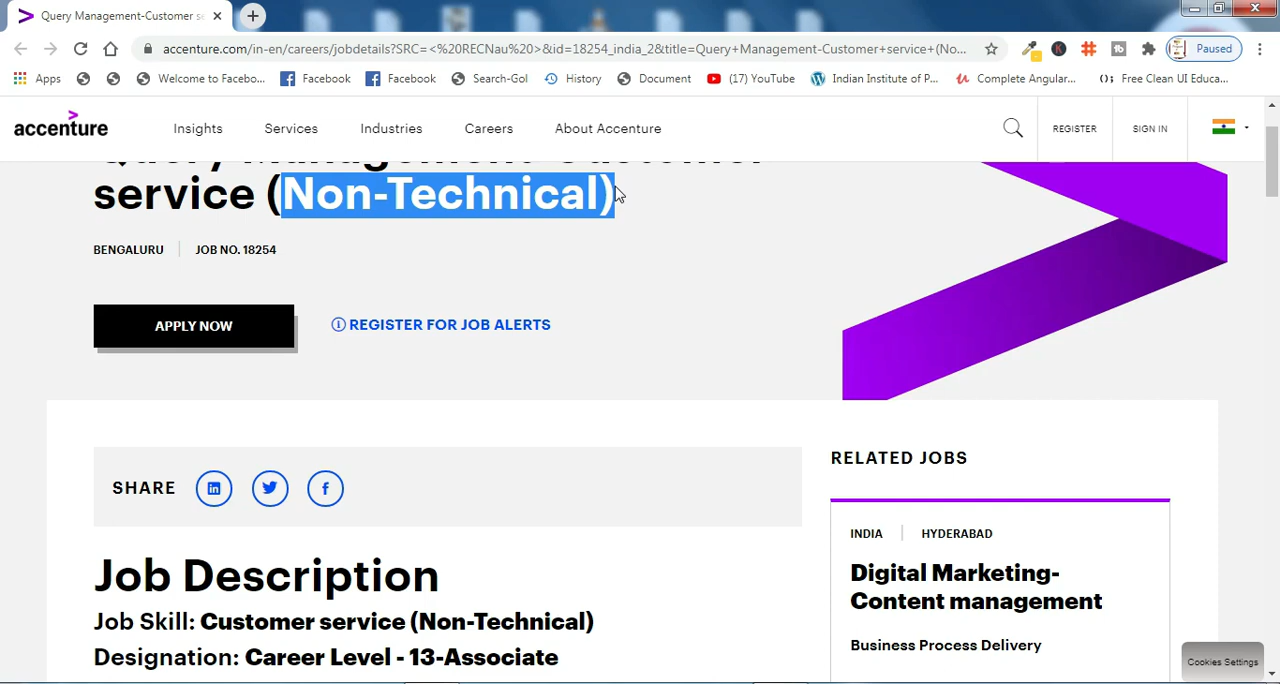 Query Management-Customer se
accenture.com/in-en/careers/jobdetails?SRC=<%20RECNau%20>&id=18254_india_2&title=Query+Management-Customer+service+(No...
Paused
Apps
Welcome to Facebo...
Facebook
Facebook
Search-Gol
History
Document
(17) YouTube
Indian Institute of P...
Complete Angular...
Free Clean UI Educa...
accenture
Insights
Services
Industries
Careers
About Accenture
REGISTER
SIGN IN
Query Management-Customer
service (Non-Technical)
BENGALURU
JOB NO. 18254
APPLY NOW
REGISTER FOR JOB ALERTS
SHARE
RELATED JOBS
INDIA
HYDERABAD
Digital Marketing-
Content management
Business Process Delivery
Job Description
Job Skill: Customer service (Non-Technical)
Designation: Career Level - 13-Associate
Cookies Settings